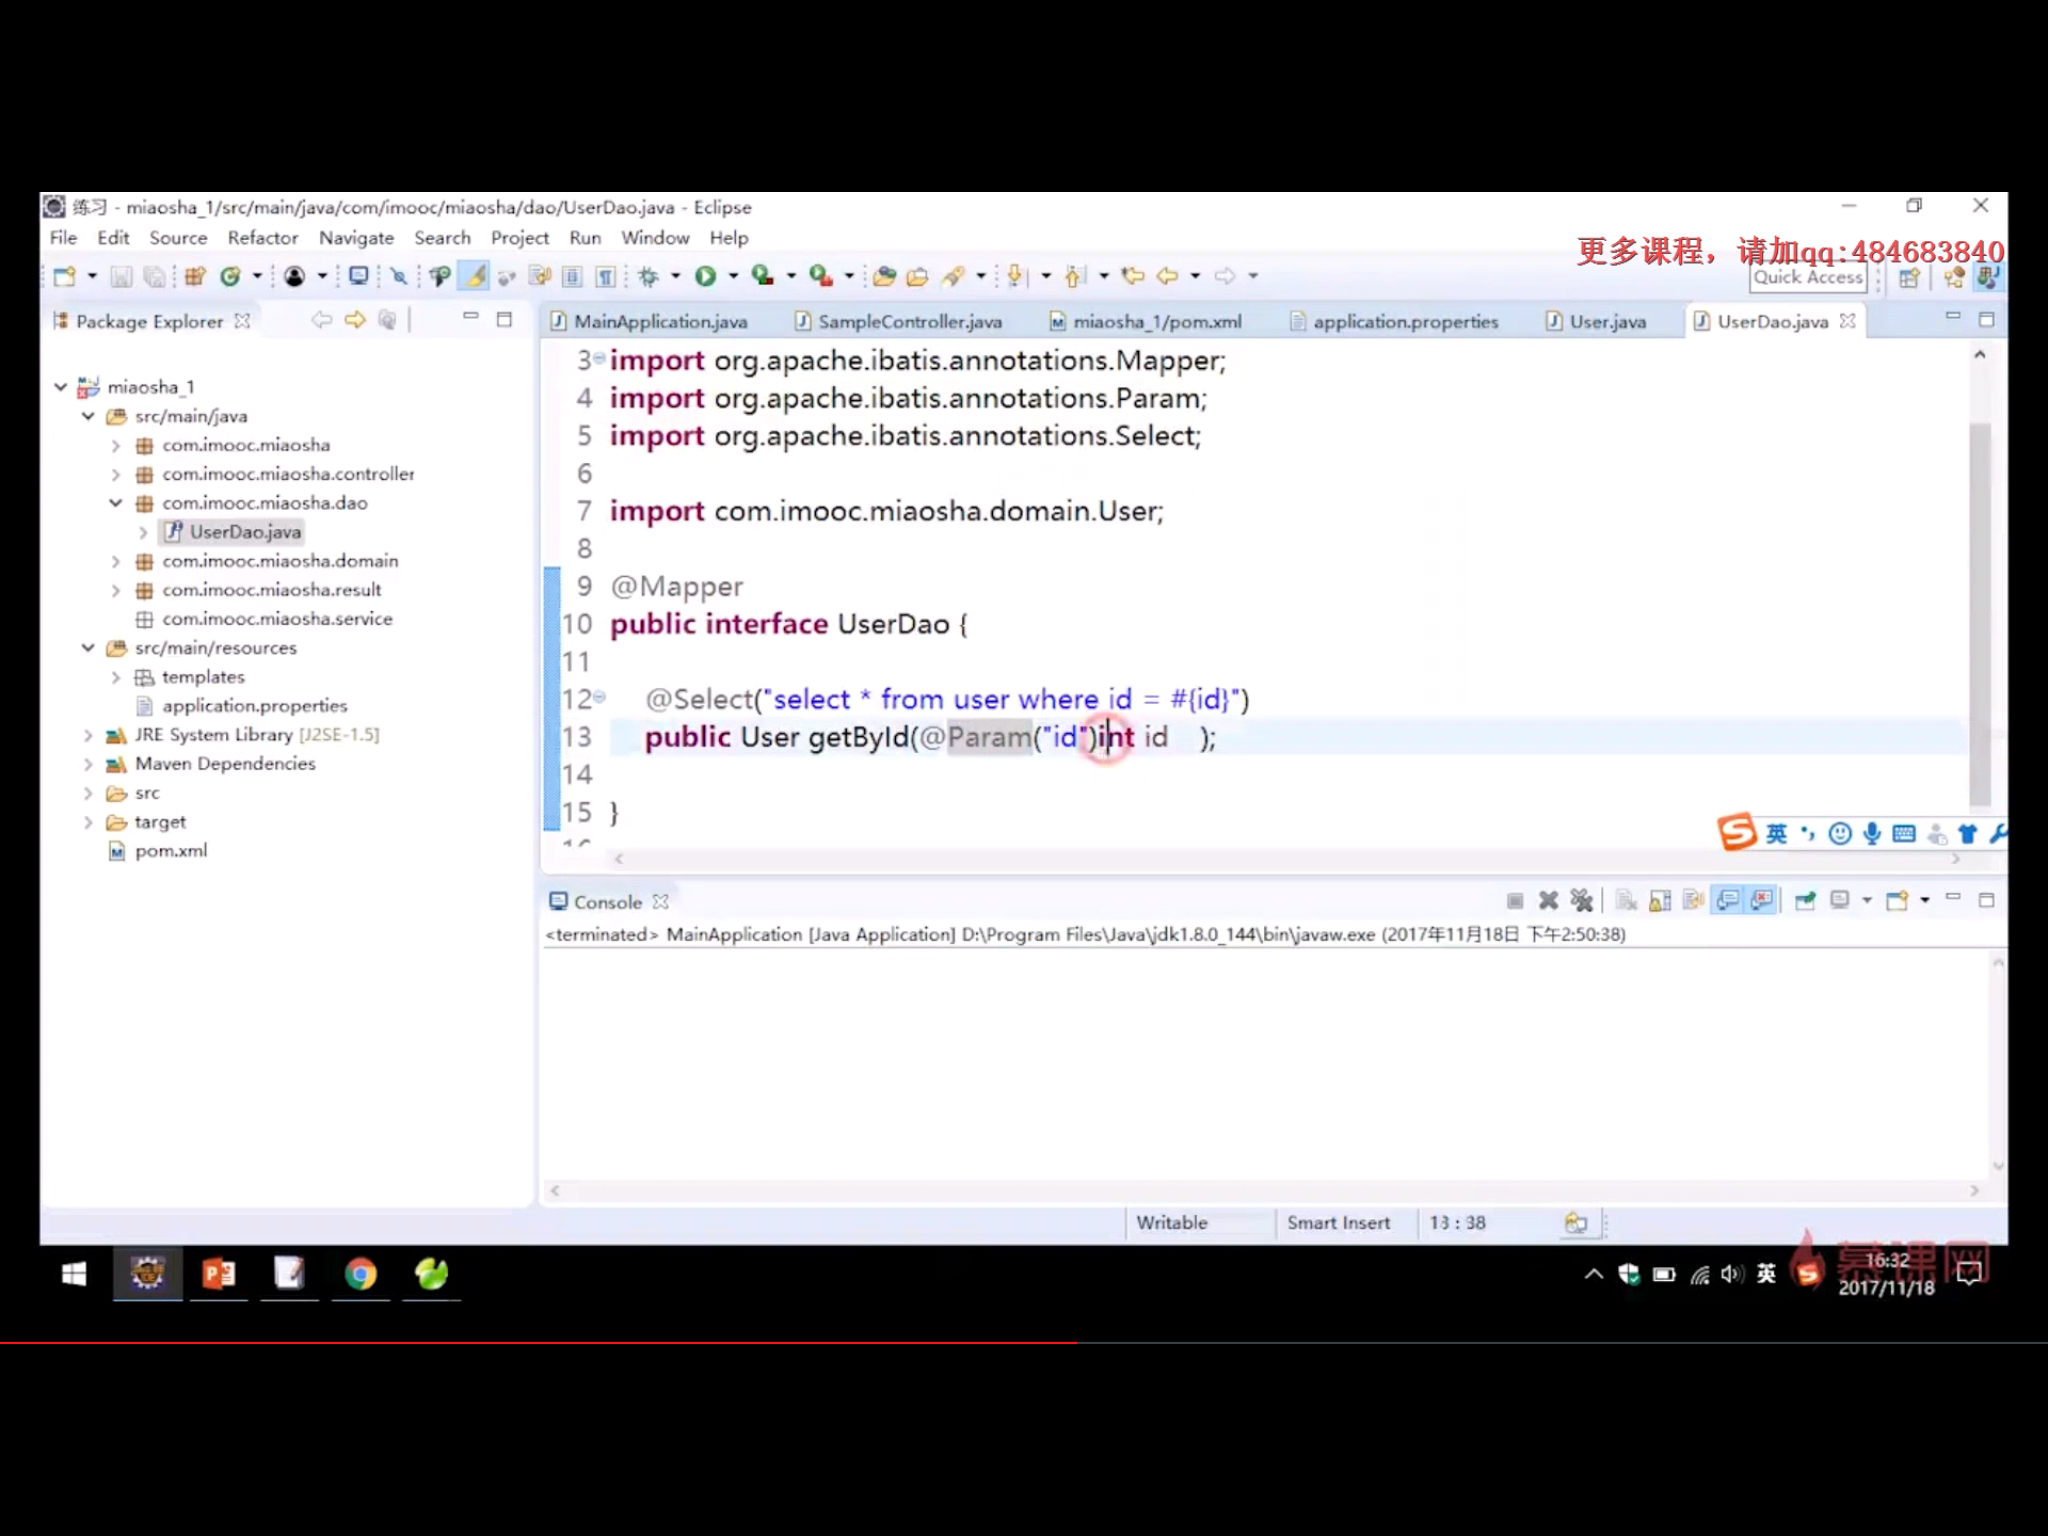 练习 - miaosha_1/src/main/java/com/imooc/miaosha/dao/UserDao.java - Eclipse
File Edit Source Refactor Navigate Search Project Run Window Help
更多课程，请加qq:484683840
Quick Access
Package Explorer
MainApplication.java SampleController.java miaosha_1/pom.xml application.properties User.java UserDao.java
miaosha_1
src/main/java
com.imooc.miaosha
com.imooc.miaosha.controller
com.imooc.miaosha.dao
UserDao.java
com.imooc.miaosha.domain
com.imooc.miaosha.result
com.imooc.miaosha.service
src/main/resources
templates
application.properties
JRE System Library [J2SE-1.5]
Maven Dependencies
src
target
pom.xml
3 import org.apache.ibatis.annotations.Mapper;
4 import org.apache.ibatis.annotations.Param;
5 import org.apache.ibatis.annotations.Select;
6
7 import com.imooc.miaosha.domain.User;
8
9 @Mapper
10 public interface UserDao {
11
12 @Select("select * from user where id = #{id}")
13 public User getById(@Param("id")int id );
14
15 }
英
Console
<terminated> MainApplication [Java Application] D:\Program Files\Java\jdk1.8.0_144\bin\javaw.exe (2017年11月18日 下午2:50:38)
Writable Smart Insert 13 : 38
英
慕课网
16:32
2017/11/18